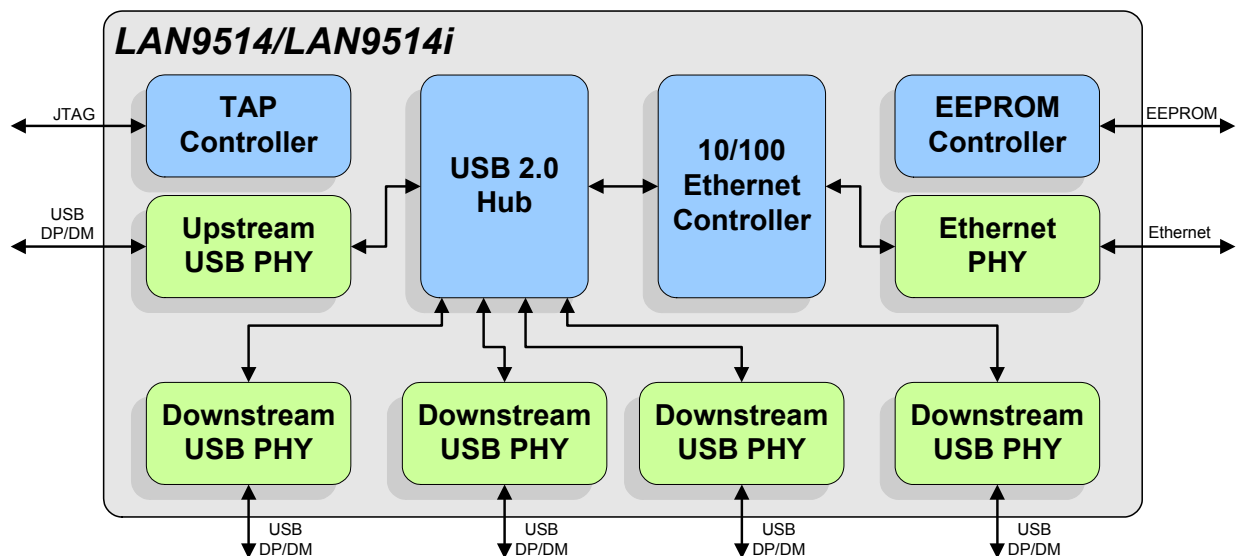 LAN9514/LAN9514i
JTAG
TAP
Controller
USB 2.0
Hub
10/100
Ethernet
Controller
EEPROM
Controller
EEPROM
USB
DP/DM
Upstream
USB PHY
Ethernet
PHY
Ethernet
Downstream
USB PHY
Downstream
USB PHY
Downstream
USB PHY
Downstream
USB PHY
USB
DP/DM
USB
DP/DM
USB
DP/DM
USB
DP/DM